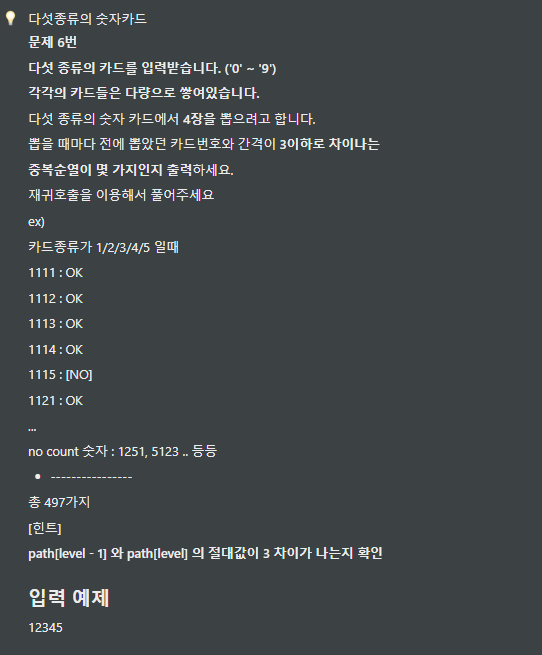 다섯종류의 숫자카드
문제 6번
다섯 종류의 카드를 입력받습니다. ('0' ~ '9')
각각의 카드들은 다량으로 쌓여있습니다.
다섯 종류의 숫자 카드에서 4장을 뽑으려고 합니다.
뽑을 때마다 전에 뽑았던 카드번호와 간격이 3이하로 차이나는
중복순열이 몇 가지인지 출력하세요.
재귀호출을 이용해서 풀어주세요
ex)
카드종류가 1/2/3/4/5 일때
1111 : OK
1112 : OK
1113 : OK
1114 : OK
1115 : [NO]
1121 : OK
...
no count 숫자 : 1251, 5123 .. 등등
• ----------------
총 497가지
[힌트]
path[level - 1] 와 path[level] 의 절대값이 3 차이가 나는지 확인
입력 예제
12345